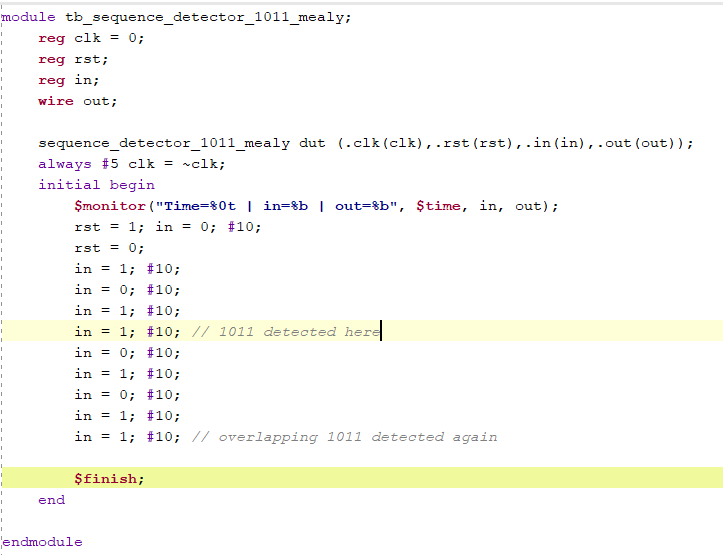 module tb_sequence_detector_1011_mealy;
    reg clk = 0;
    reg rst;
    reg in;
    wire out;

    sequence_detector_1011_mealy dut (.clk(clk),.rst(rst),.in(in),.out(out));
    always #5 clk = ~clk;
    initial begin
        $monitor("Time=%0t | in=%b | out=%b", $time, in, out);
        rst = 1; in = 0; #10;
        rst = 0;
        in = 1; #10;
        in = 0; #10;
        in = 1; #10;
        in = 1; #10; // 1011 detected here
        in = 0; #10;
        in = 1; #10;
        in = 0; #10;
        in = 1; #10;
        in = 1; #10; // overlapping 1011 detected again

        $finish;
    end

endmodule